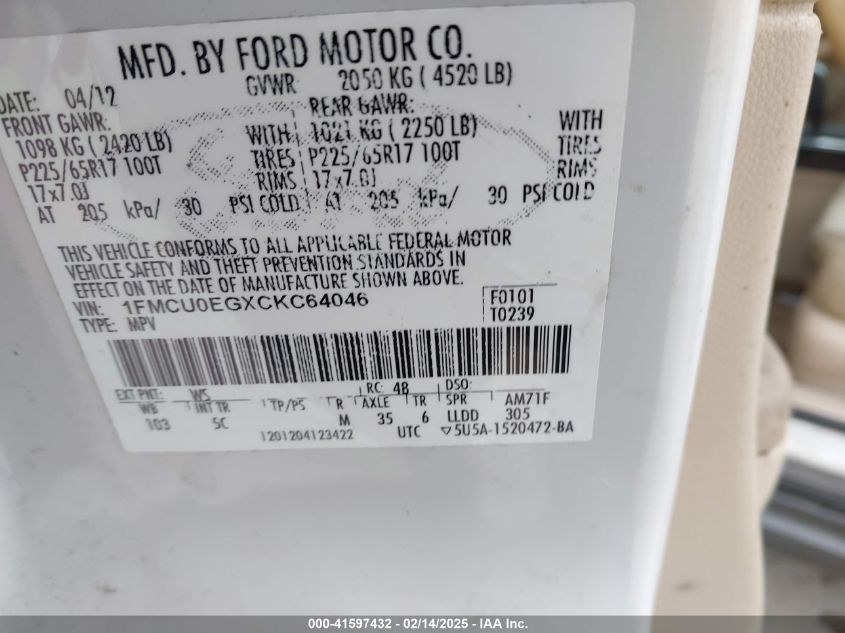 MFD. BY FORD MOTOR CO.
DATE: 04/12 GVWR 2050 KG ( 4520 LB)
FRONT GAWR: REAR GAWR:
1098 KG ( 2420 LB) WITH 1021 KG ( 2250 LB) WITH
P225/65R17 100T TIRES P225/65R17 100T TIRES
17x7.0J RIMS 17x7.0J RIMS
AT 205 kPa/ 30 PSI COLD AT 205 kPa/ 30 PSI COLD
THIS VEHICLE CONFORMS TO ALL APPLICABLE FEDERAL MOTOR
VEHICLE SAFETY AND THEFT PREVENTION STANDARDS IN
EFFECT ON THE DATE OF MANUFACTURE SHOWN ABOVE.
VIN: 1FMCU0EGXCKC64046 F0101
TYPE: MPV T0239
EXT PNT: WS RC: 48 DSO:
WB INT TR TP/PS R AXLE TR SPR AM71F
103 5C M 35 6 LLDD 305
1201204123422 UTC ▽5U5A-1520472-BA
000-41597432 — 02/14/2025 - IAA Holdings, LLC.